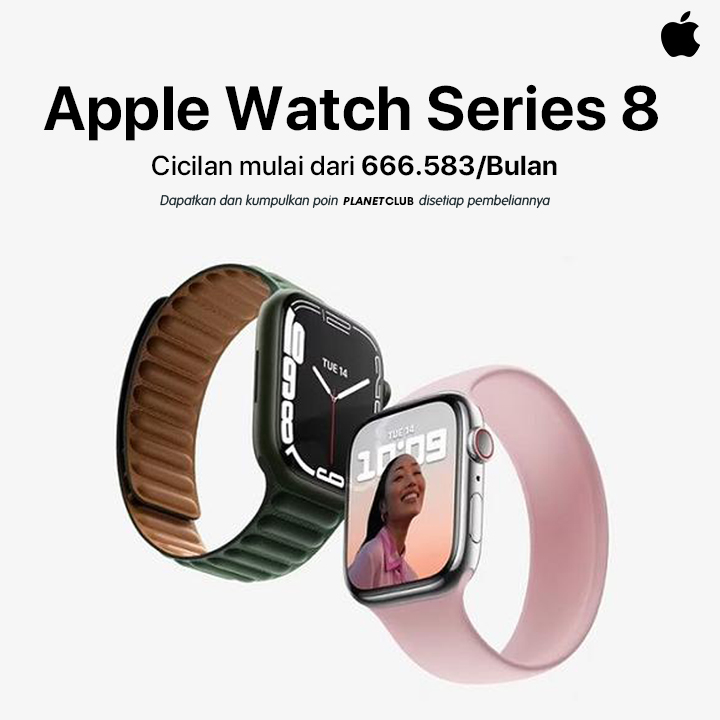 Apple Watch Series 8
Cicilan mulai dari 666.583/Bulan
Dapatkan dan kumpulkan poin PLANETCLUB disetiap pembeliannya
TUE 14
TUE 14
10:09